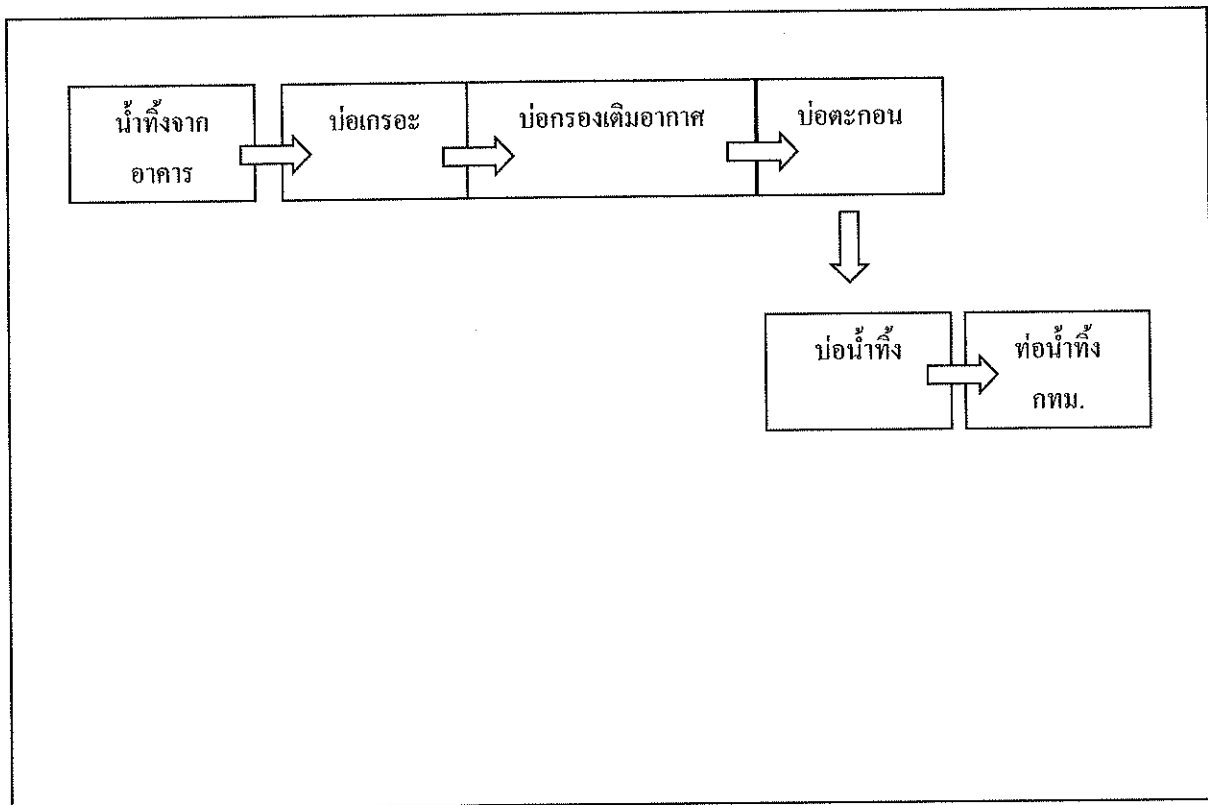 น้ำทิ้งจาก
อาคาร
บ่อเกรอะ
บ่อกรองเติมอากาศ
บ่อตะกอน
บ่อน้ำทิ้ง
ท่อน้ำทิ้ง
กทม.